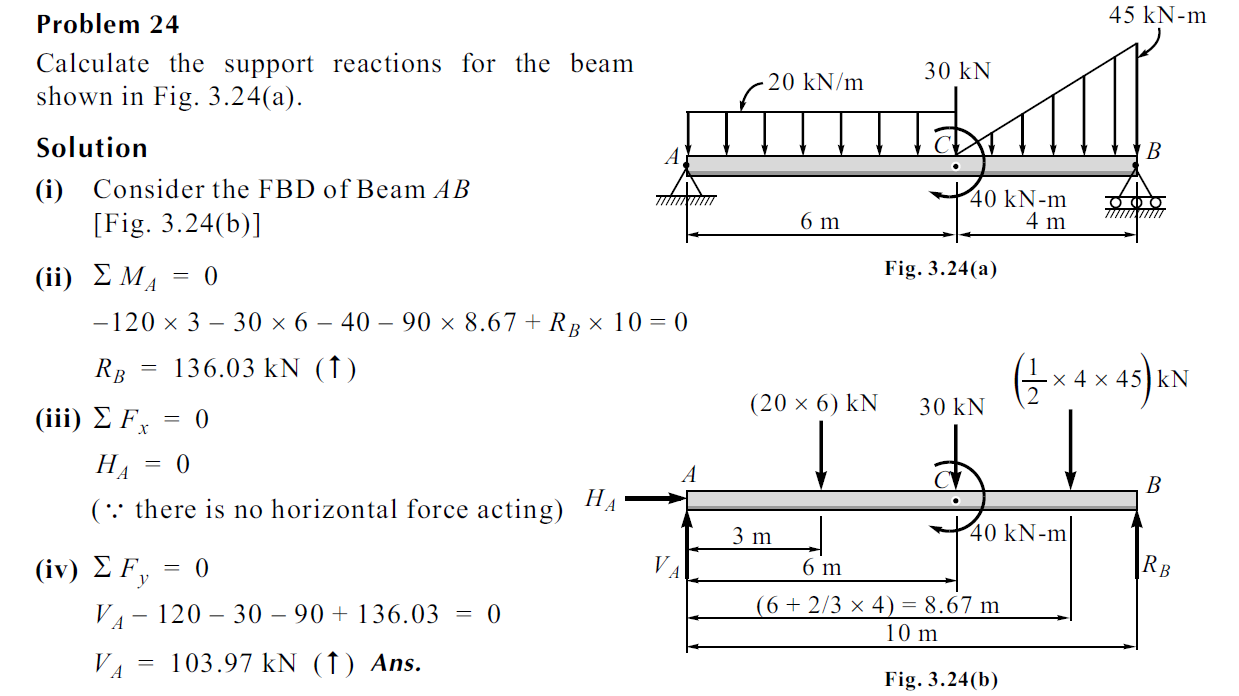 Problem 24
Calculate the support reactions for the beam
shown in Fig. 3.24(a).
Solution
(i) Consider the FBD of Beam AB
[Fig. 3.24(b)]
(ii) Σ M_A = 0
–120 × 3 – 30 × 6 – 40 – 90 × 8.67 + R_B × 10 = 0
R_B = 136.03 kN (↑)
(iii) Σ F_x = 0
H_A = 0
(∵ there is no horizontal force acting)
(iv) Σ F_y = 0
V_A – 120 – 30 – 90 + 136.03 = 0
V_A = 103.97 kN (↑) Ans.
45 kN-m
20 kN/m
30 kN
A
C
B
40 kN-m
6 m
4 m
Fig. 3.24(a)
(1/2 × 4 × 45) kN
(20 × 6) kN
30 kN
A
C
B
H_A
40 kN-m
3 m
V_A
6 m
R_B
(6 + 2/3 × 4) = 8.67 m
10 m
Fig. 3.24(b)